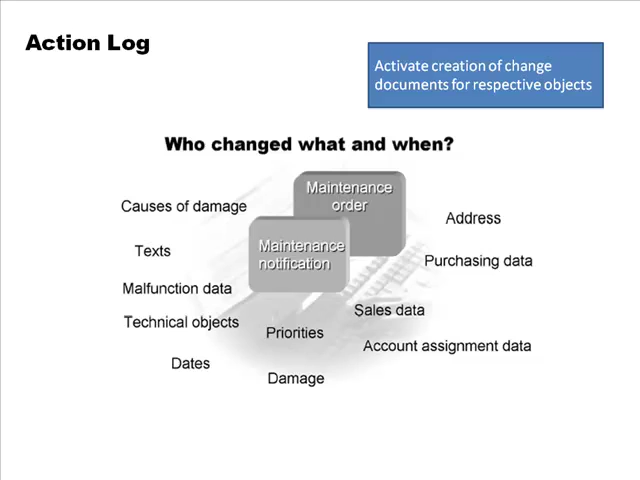 Action Log
Activate creation of change
documents for respective objects
Who changed what and when?
Maintenance
order
Causes of damage
Address
Texts
Maintenance
notification
Purchasing data
Malfunction data
Sales data
Technical objects
Priorities
Account assignment data
Dates
Damage